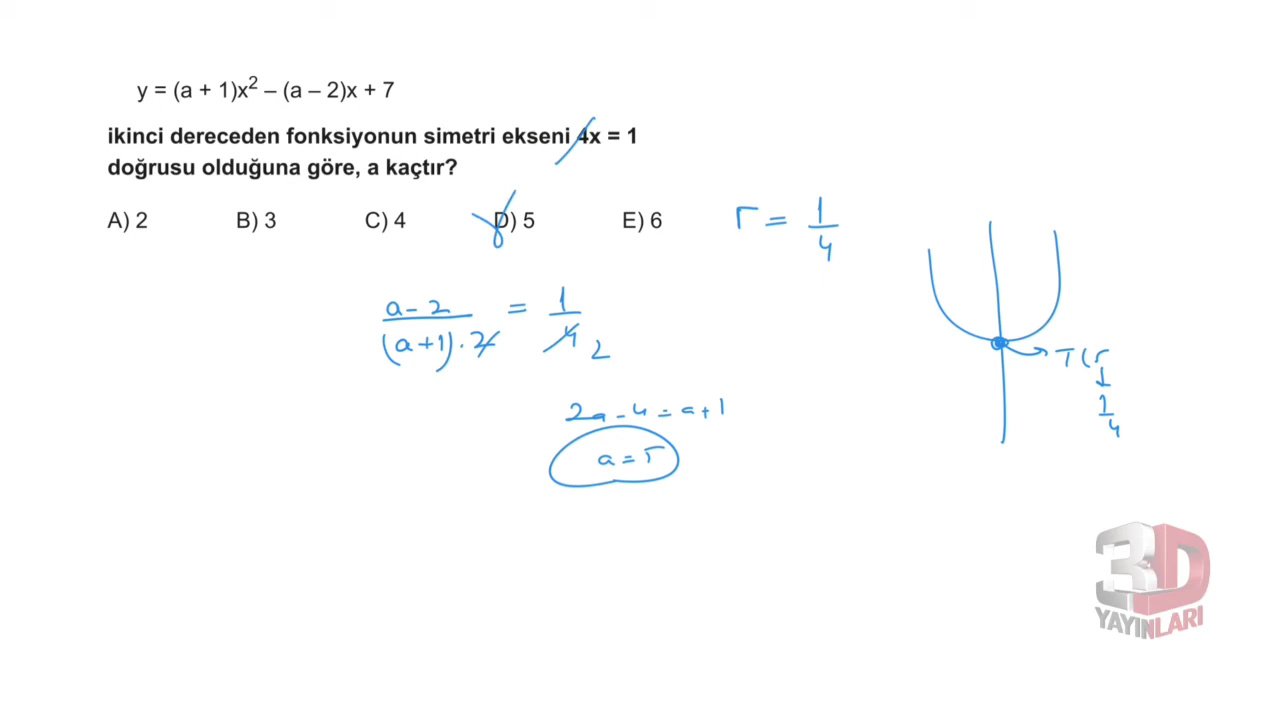 y = (a + 1)x² – (a – 2)x + 7
ikinci dereceden fonksiyonun simetri ekseni 4x = 1
doğrusu olduğuna göre, a kaçtır?
A) 2 B) 3 C) 4 D) 5 E) 6
r = 1/4
a-2/(a+1).2 = 1/4 2
2a-4=a+1
a=5
T(r
1/4
3D
YAYINLARI